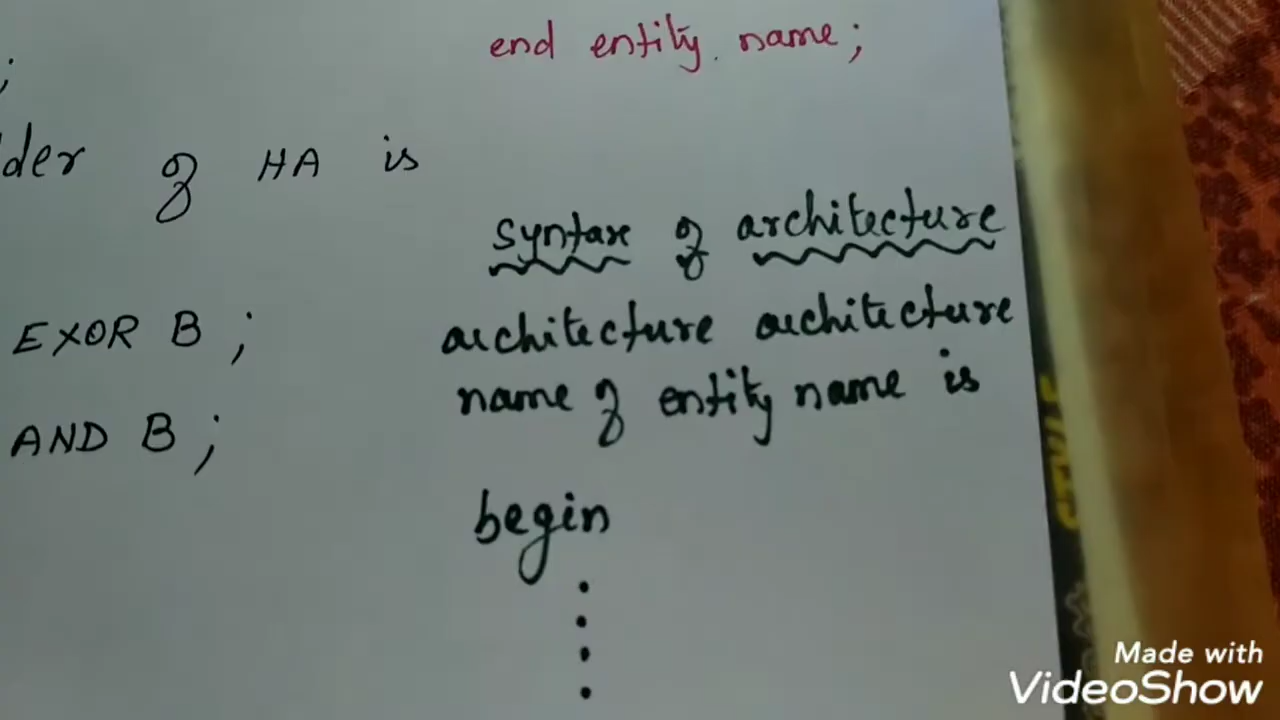 end entity name;
;
der of HA is
syntax of architecture
architecture architecture
EXOR B ;
name of entity name is
AND B ;
begin
Made with
VideoShow